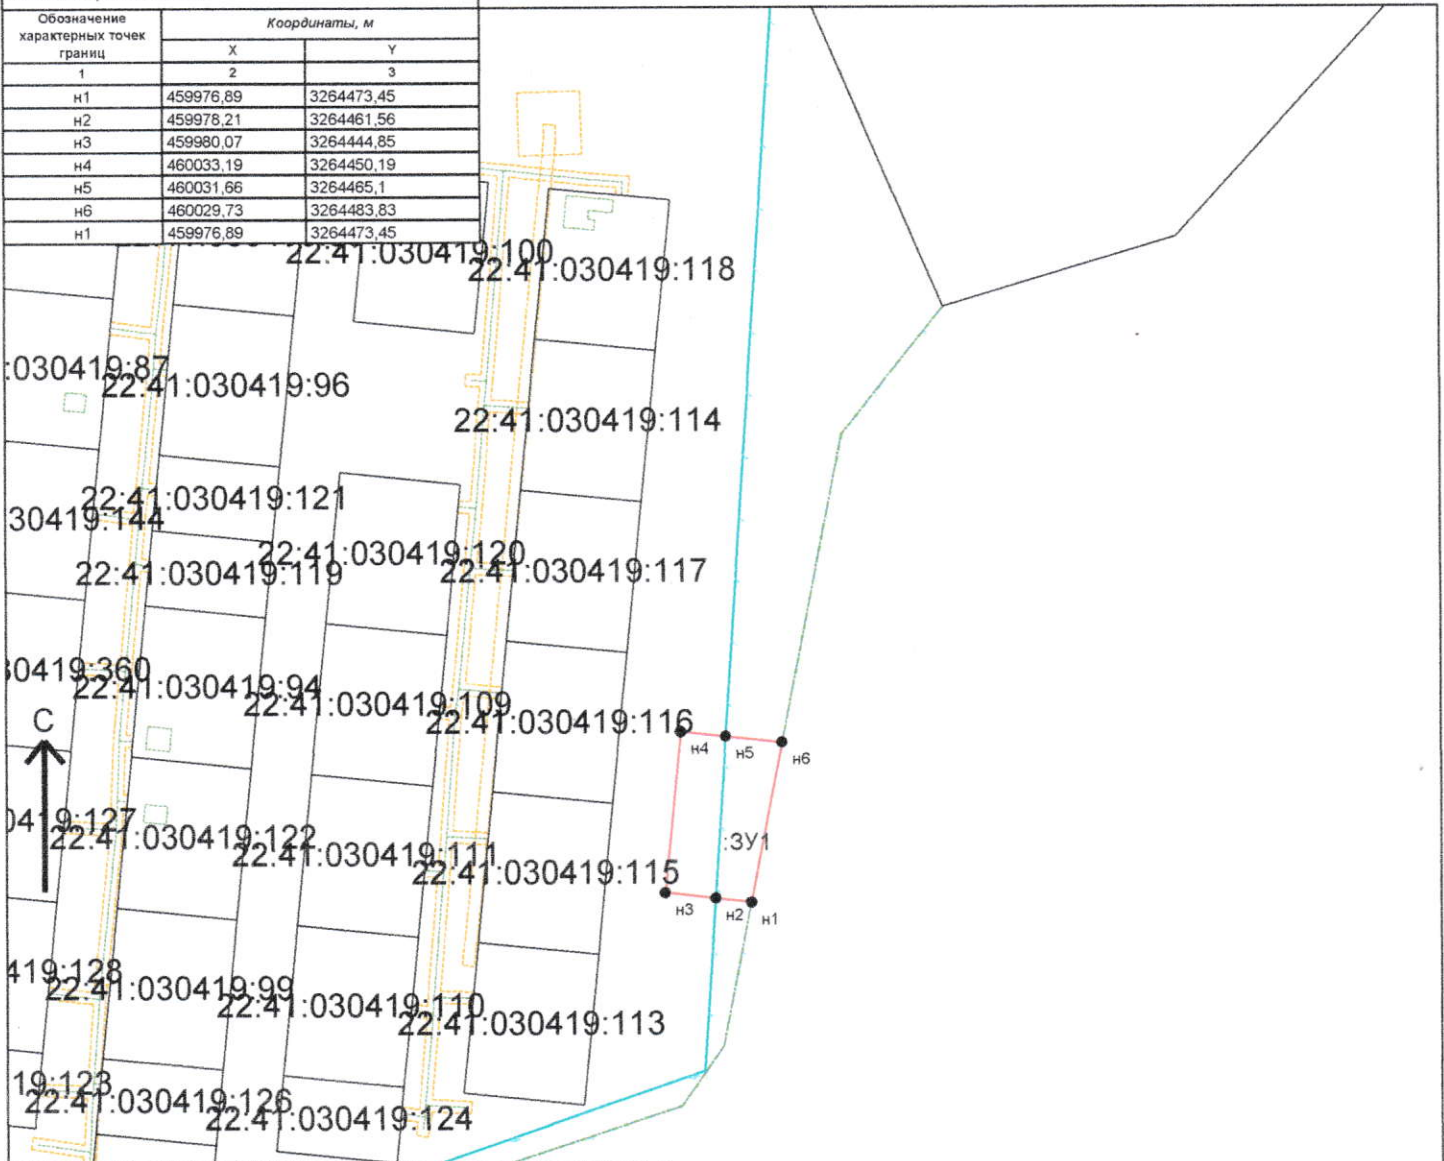 Обозначение характерных точек границ Координаты, м
X Y
1 2 3
н1 459976,89 3264473,45
н2 459978,21 3264461,56
н3 459980,07 3264444,85
н4 460033,19 3264450,19
н5 460031,66 3264465,1
н6 460029,73 3264483,83
н1 459976,89 3264473,45
22:41:030419:100
22:41:030419:118
:030419:87
22:41:030419:96
22:41:030419:114
22:41:030419:121
30419:144
22:41:030419:120
22:41:030419:119
22:41:030419:117
30419:360
22:41:030419:94
22:41:030419:109
22:41:030419:116
С
н4 н5 н6
0419:127
22:41:030419:122
:ЗУ1
22:41:030419:111
22:41:030419:115
н3 н2 н1
419:128
22:41:030419:99
22:41:030419:110
22:41:030419:113
19:123
22:41:030419:126
22:41:030419:124